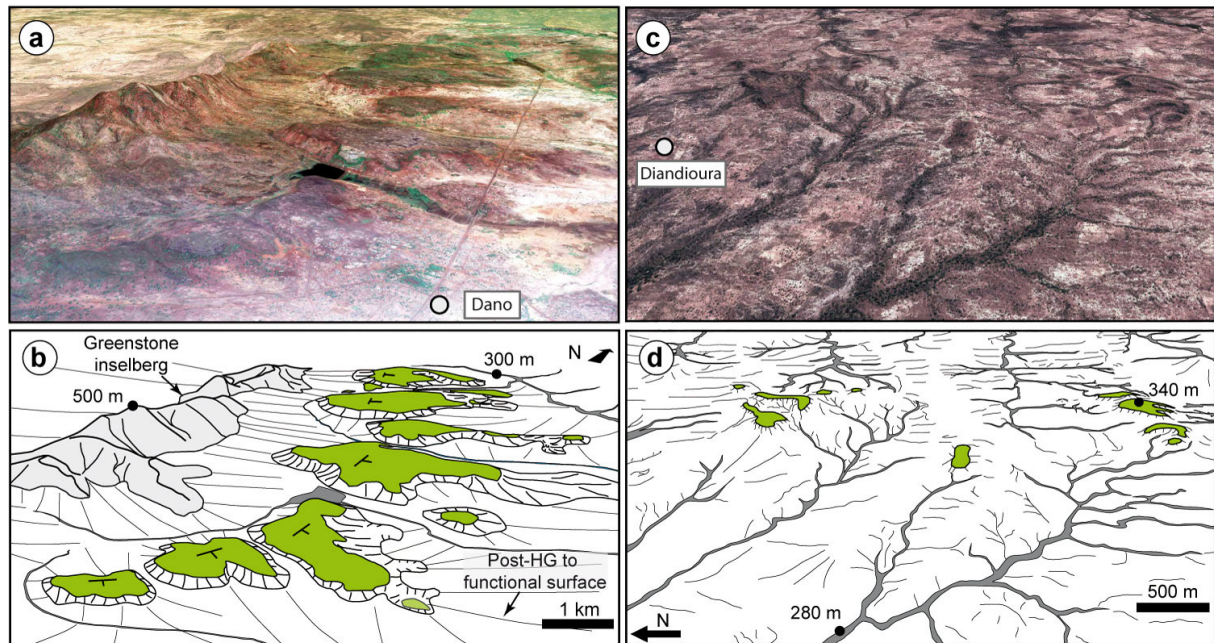 a
Dano
c
Diandioura
b
Greenstone
inselberg
500 m
300 m
N
Post-HG to
functional surface
1 km
d
340 m
280 m
N
500 m